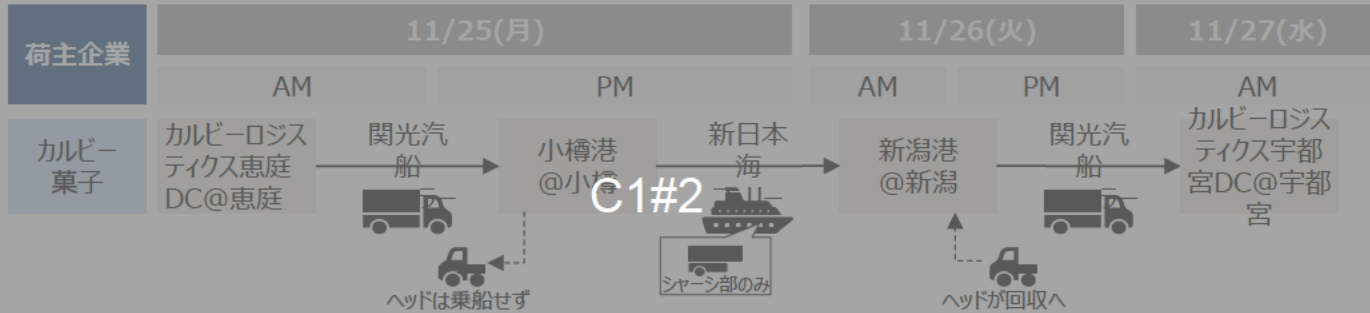 荷主企業
11/25(月)
11/26(火)
11/27(水)
AM
PM
AM
PM
AM
カルビー
菓子
カルビーロジス
ティクス恵庭
DC@恵庭
関光汽
船
小樽港
@小樽
新日本
海
新潟港
@新潟
関光汽
船
カルビーロジス
ティクス宇都
宮DC@宇都
宮
C1#2
シャーシ部のみ
ヘッドは乗船せず
ヘッドが回収へ